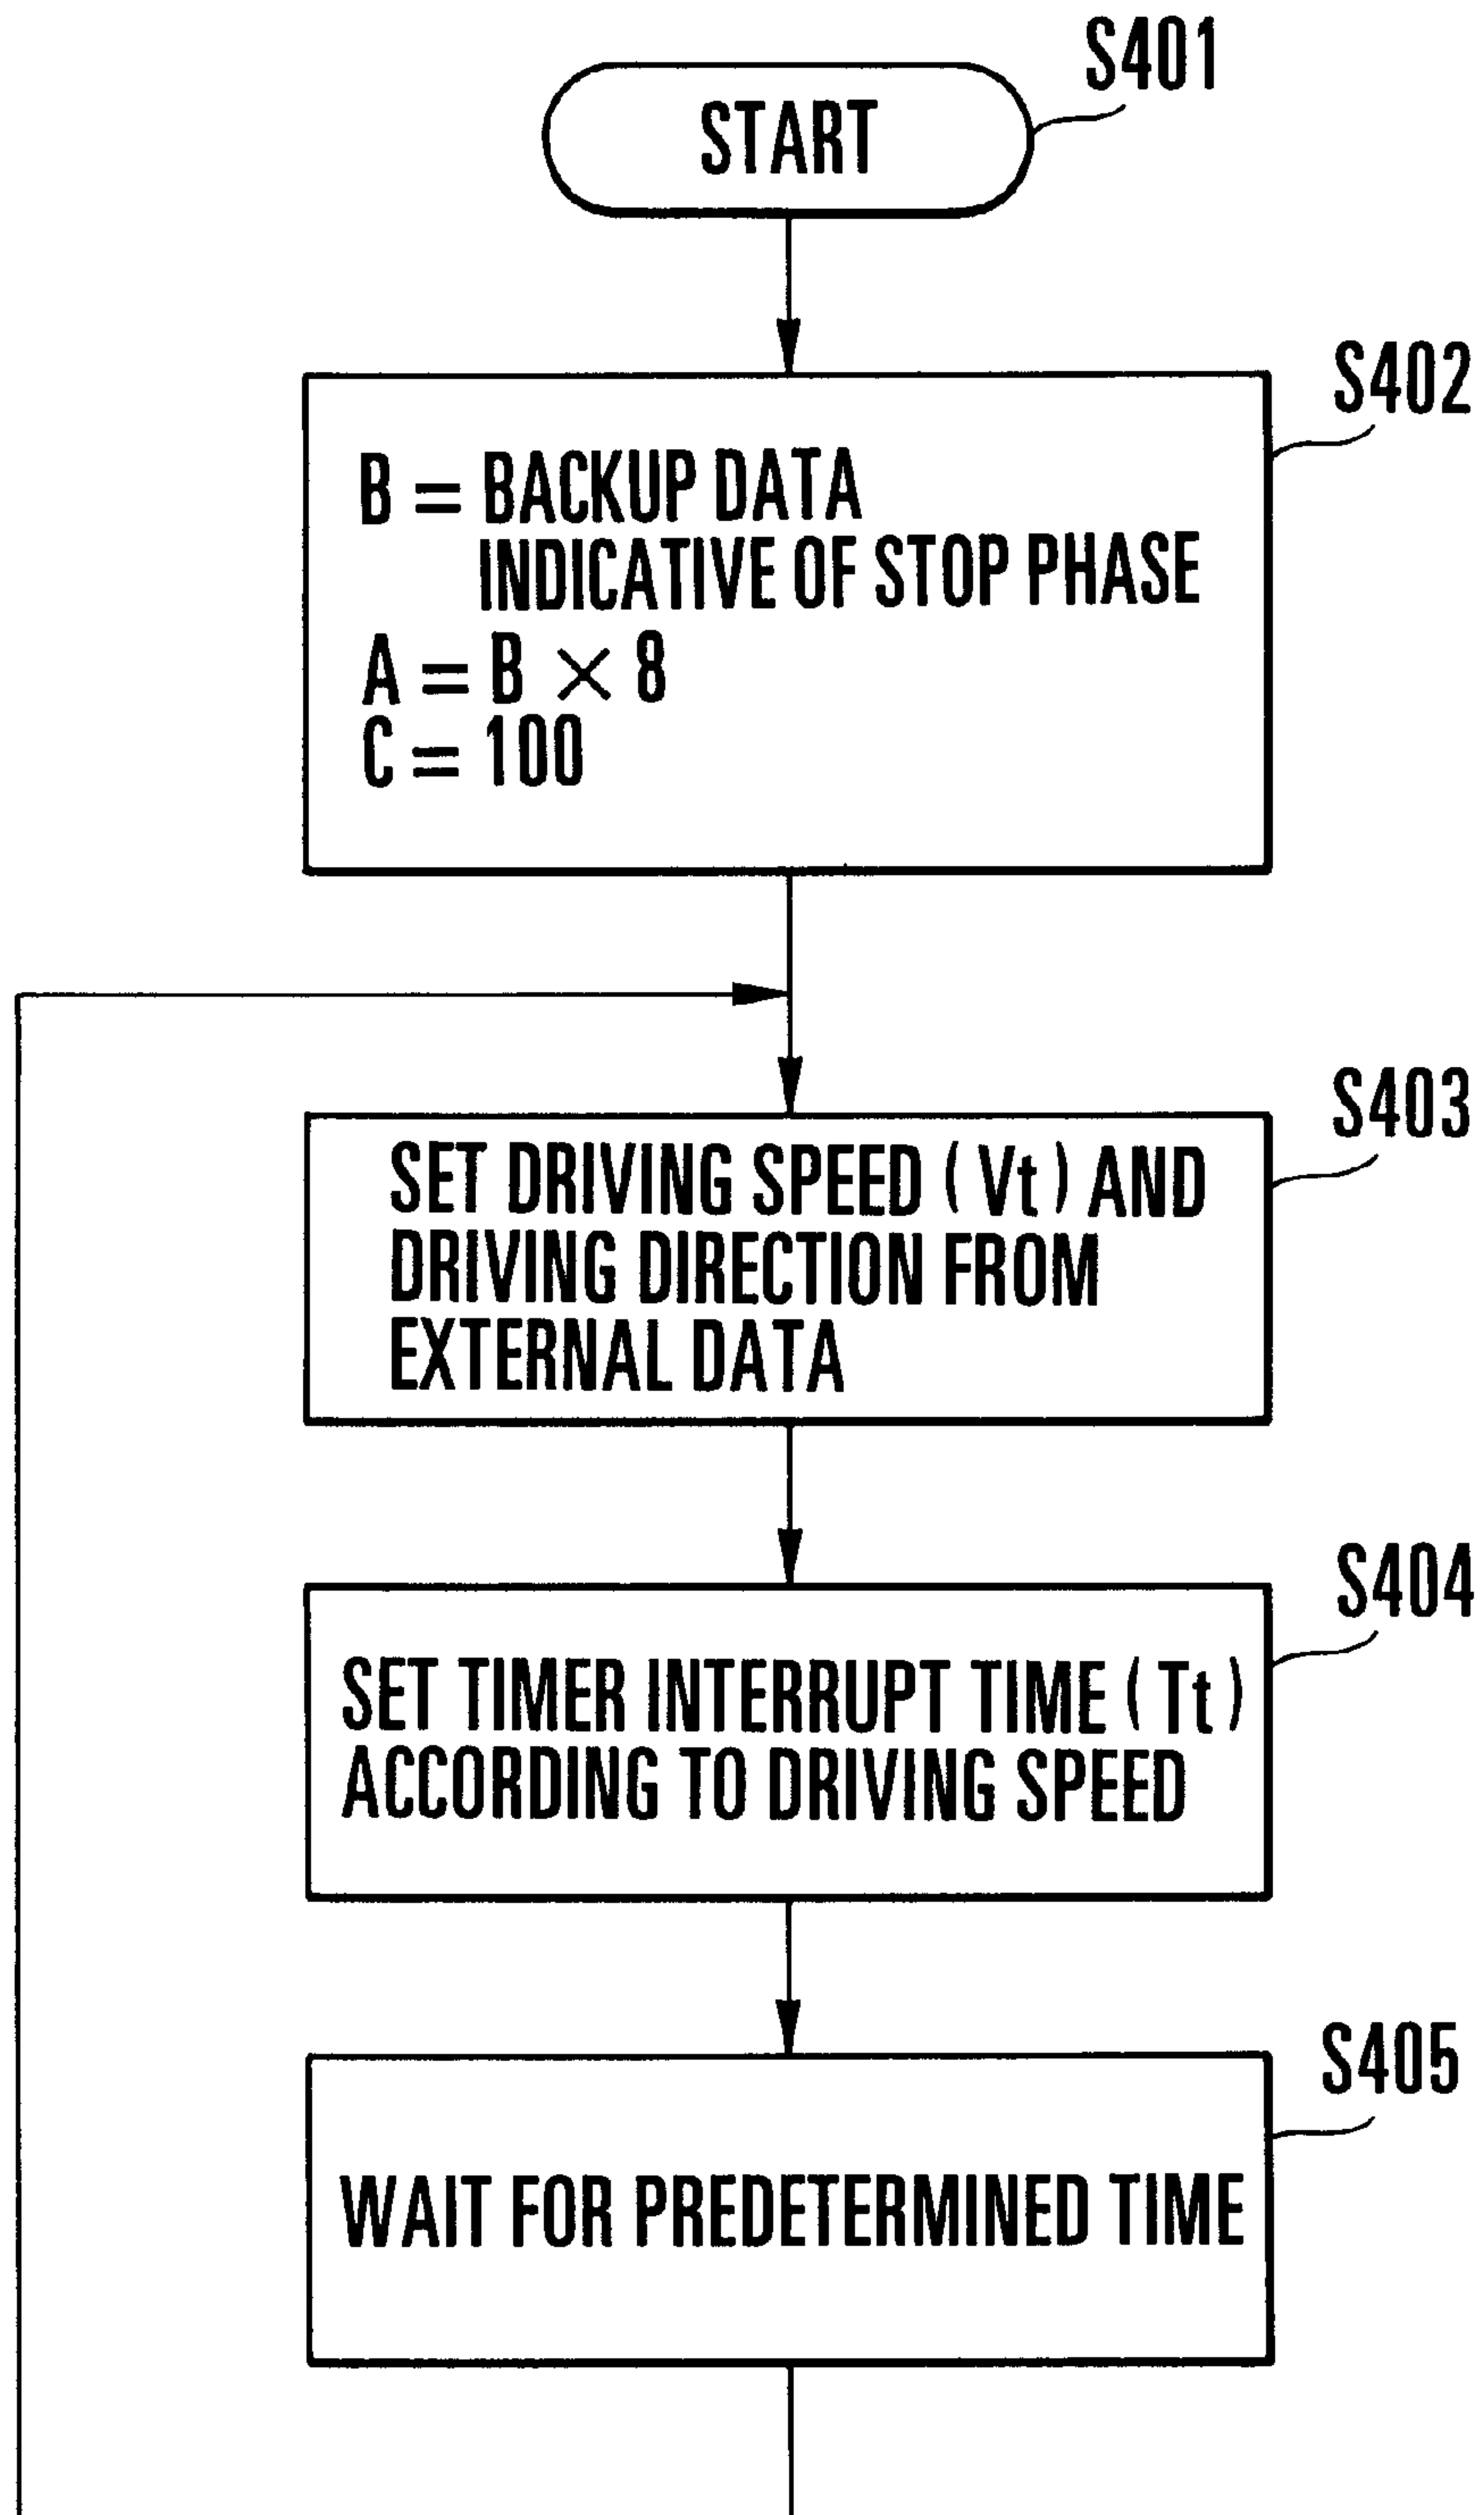 S401
START
S402
B = BACKUP DATA
INDICATIVE OF STOP PHASE
A = B × 8
C = 100
S403
SET DRIVING SPEED (Vt) AND
DRIVING DIRECTION FROM
EXTERNAL DATA
S404
SET TIMER INTERRUPT TIME (Tt)
ACCORDING TO DRIVING SPEED
S405
WAIT FOR PREDETERMINED TIME